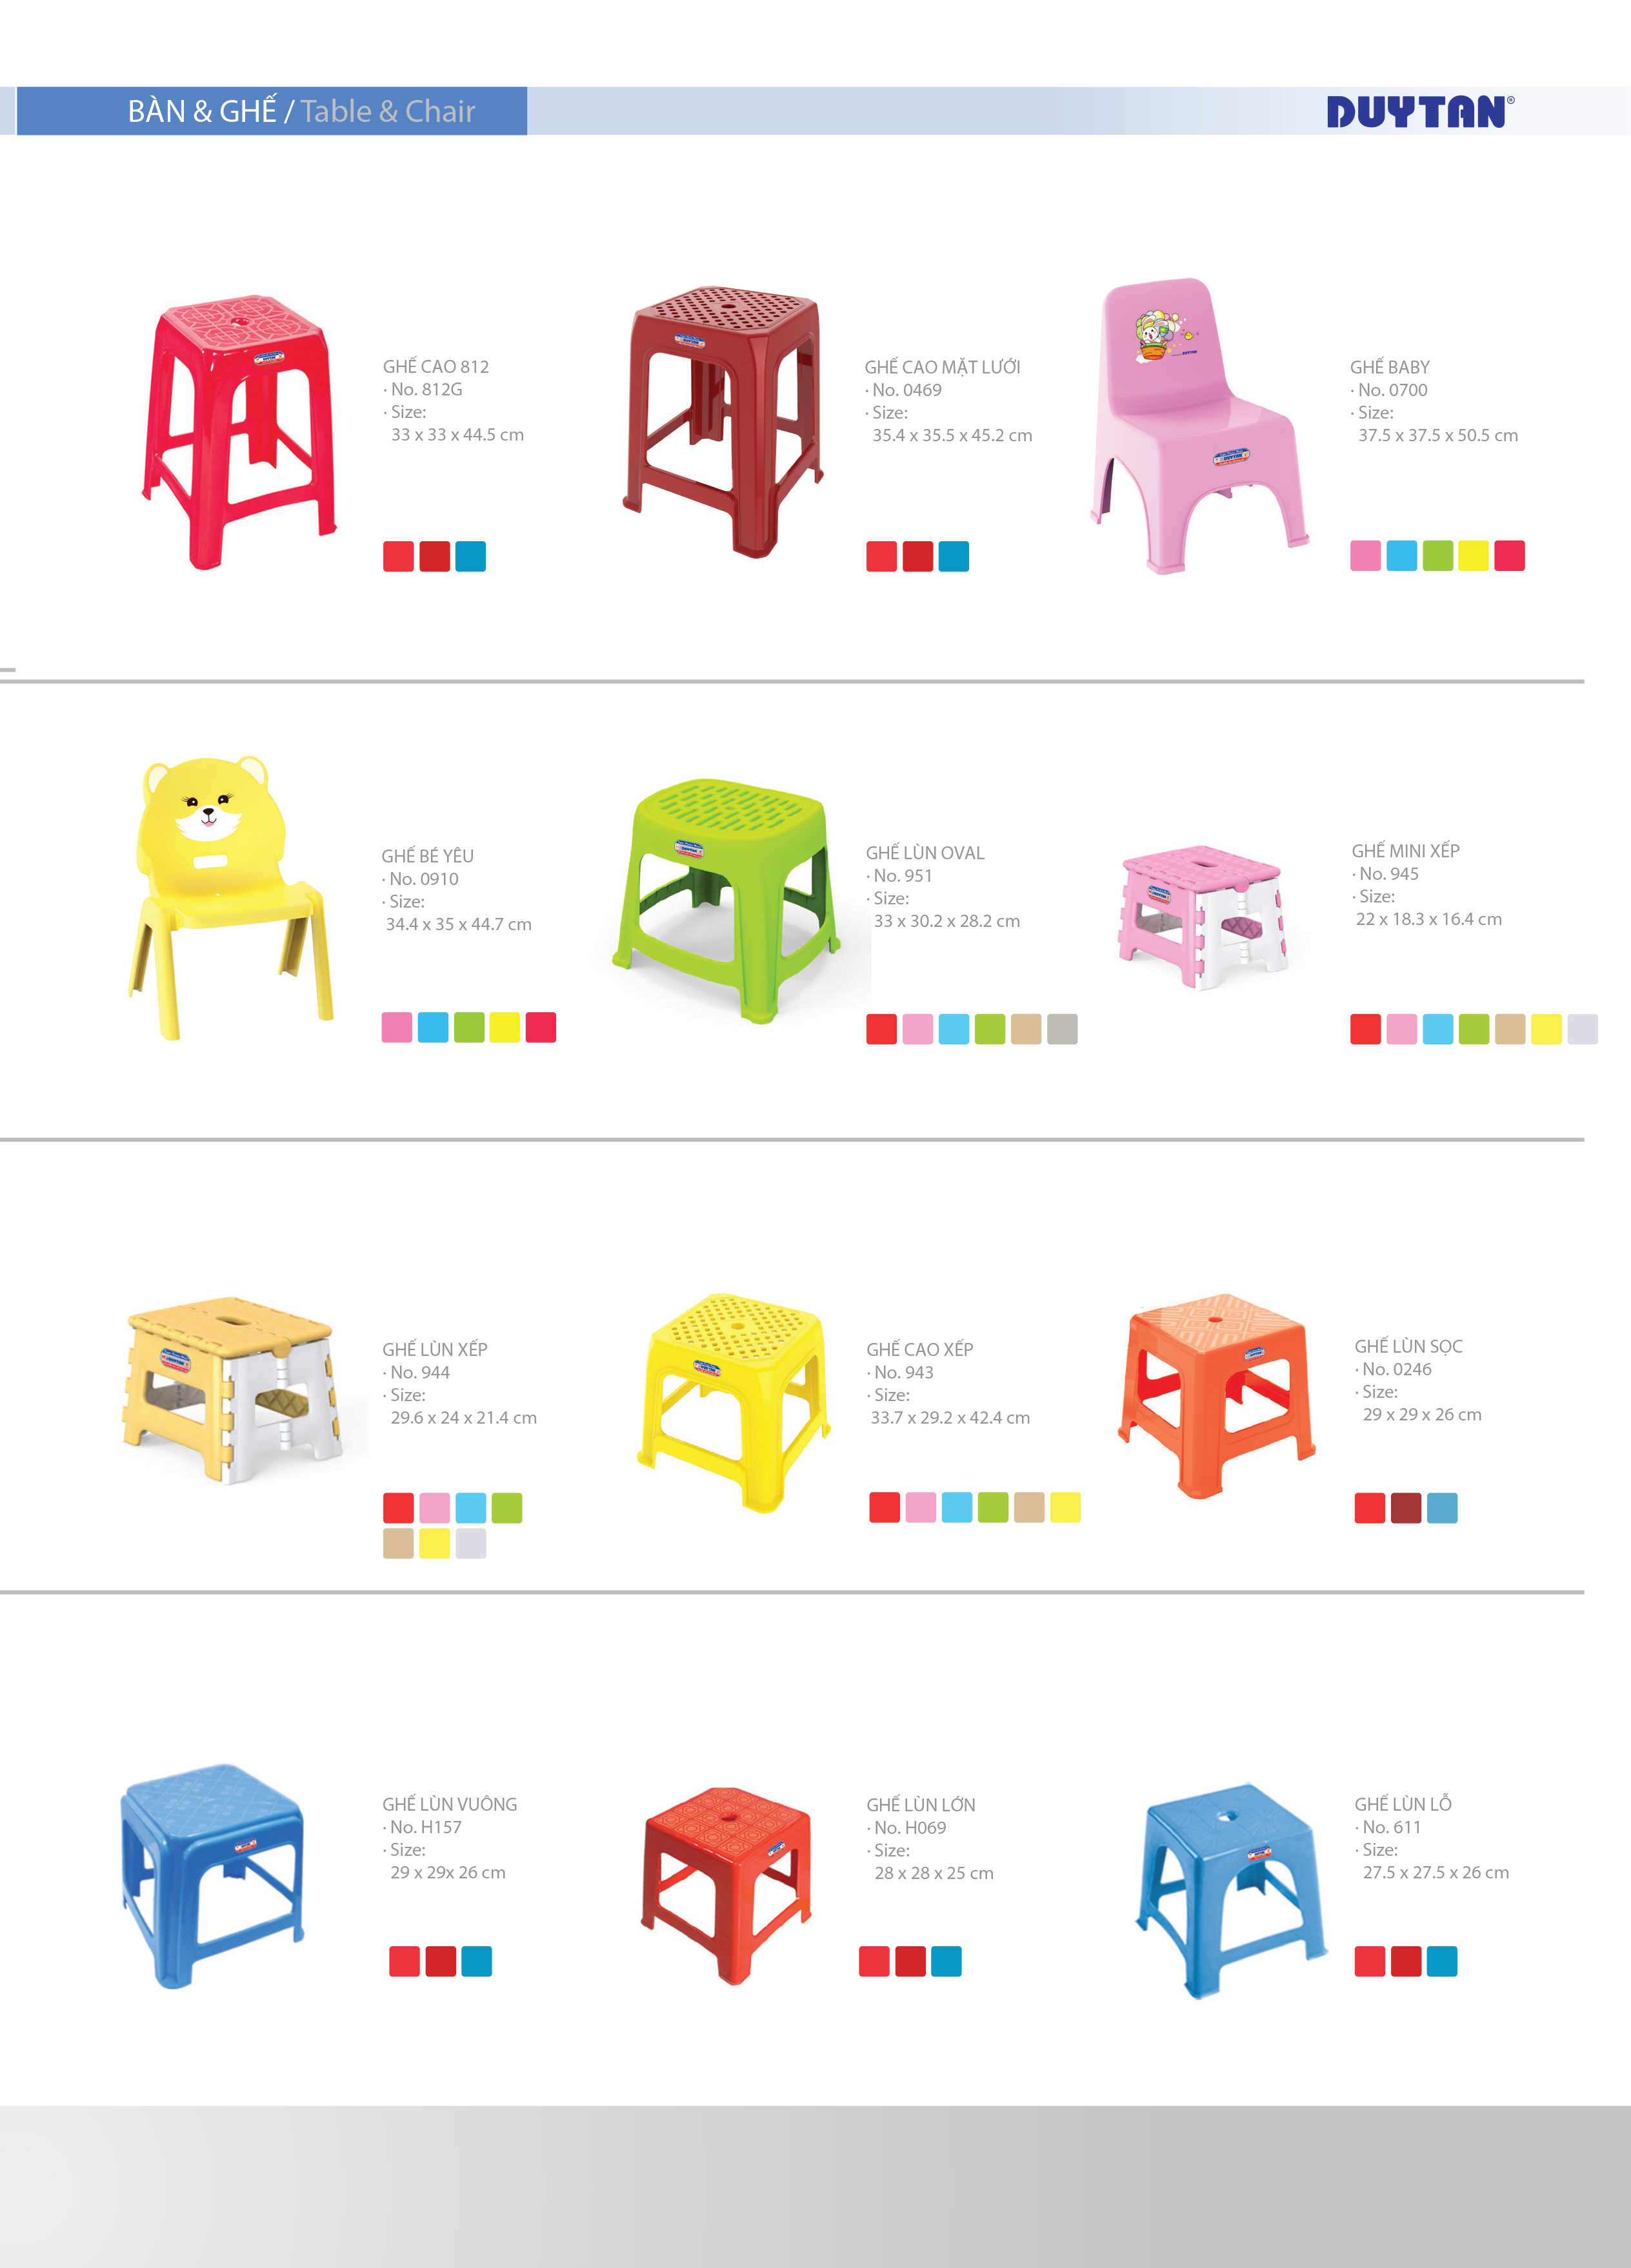 BÀN & GHẾ / Table & Chair
DUYTAN®
GHẾ CAO 812
· No. 812G
· Size:
33 x 33 x 44.5 cm
GHẾ CAO MẶT LƯỚI
· No. 0469
· Size:
35.4 x 35.5 x 45.2 cm
GHẾ BABY
· No. 0700
· Size:
37.5 x 37.5 x 50.5 cm
GHẾ BÉ YÊU
· No. 0910
· Size:
34.4 x 35 x 44.7 cm
GHẾ LÙN OVAL
· No. 951
· Size:
33 x 30.2 x 28.2 cm
GHẾ MINI XẾP
· No. 945
· Size:
22 x 18.3 x 16.4 cm
GHẾ LÙN XẾP
· No. 944
· Size:
29.6 x 24 x 21.4 cm
GHẾ CAO XẾP
· No. 943
· Size:
33.7 x 29.2 x 42.4 cm
GHẾ LÙN SỌC
· No. 0246
· Size:
29 x 29 x 26 cm
GHẾ LÙN VUÔNG
· No. H157
· Size:
29 x 29x 26 cm
GHẾ LÙN LỚN
· No. H069
· Size:
28 x 28 x 25 cm
GHẾ LÙN LỖ
· No. 611
· Size:
27.5 x 27.5 x 26 cm